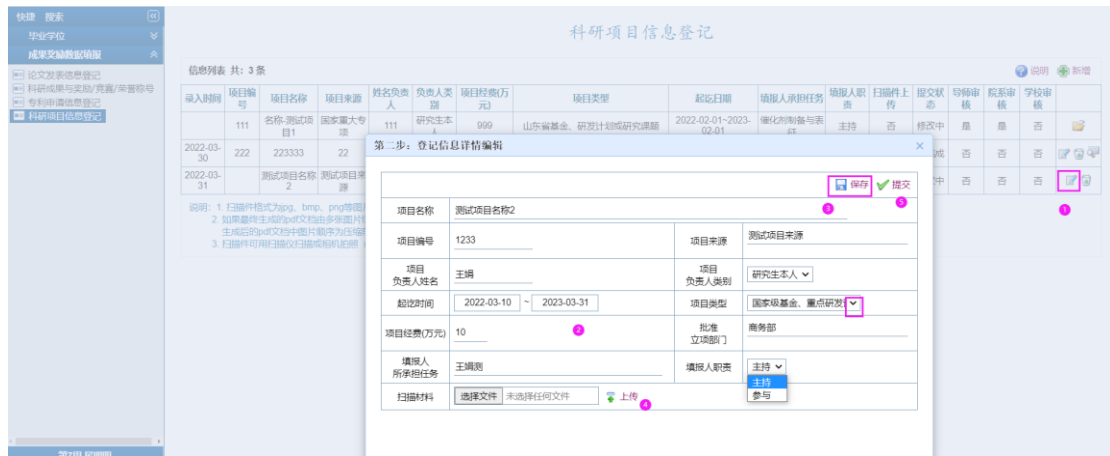 快捷 搜索
毕业学位
成果奖励数据填报
论文发表信息登记
科研成果与奖励/竞赛/荣誉称号
专利申请信息登记
科研项目信息登记
科研项目信息登记
信息列表 共: 3 条
说明 新增
录入时间 项目编号 项目名称 项目来源 姓名负责人 负责人类别 项目经费(万元) 项目类型 起讫日期 填报人承担任务 填报人职责 扫描件上传 提交状态 导师审核 院系审核 学校审核
111 名称-测试项目1 国家重大专项 111 研究生本人 999 山东省基金、研发计划或研究课题 2022-02-01~2023-02-01 催化剂制备与表征 主持 否 修改中 是 是 否
2022-03-30 222 223333 22 否 否 否
2022-03-31 测试项目名称2 测试项目来源 否 否 否
说明: 1. 扫描件格式为jpg、bmp、png等图
2. 如果最终生成的pdf文档由多张图片
生成后的pdf文档中图片顺序为压缩
3. 扫描件可用扫描仪扫描或相机拍照
第二步: 登记信息详情编辑 ×
保存 提交
项目名称 测试项目名称2 3 5
项目编号 1233 项目来源 测试项目来源
项目负责人姓名 王娟 项目负责人类别 研究生本人
起讫时间 2022-03-10 ~ 2023-03-31 项目类型 国家级基金、重点研发
项目经费(万元) 10 2 批准立项部门 商务部
填报人所承担任务 王娟测 填报人职责 主持
主持
参与
扫描材料 选择文件 未选择任何文件 上传 4
1